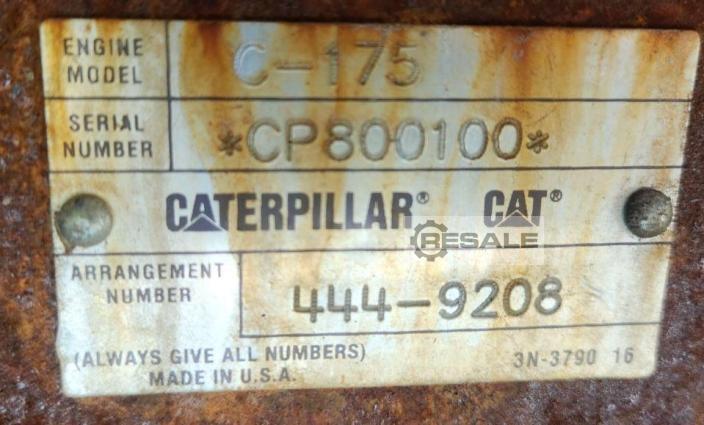 ENGINE
MODEL
C-175
SERIAL
NUMBER
*CP800100*
CATERPILLAR® CAT®
RESALE
ARRANGEMENT
NUMBER
444-9208
(ALWAYS GIVE ALL NUMBERS)
MADE IN U.S.A.
3N-3790 16